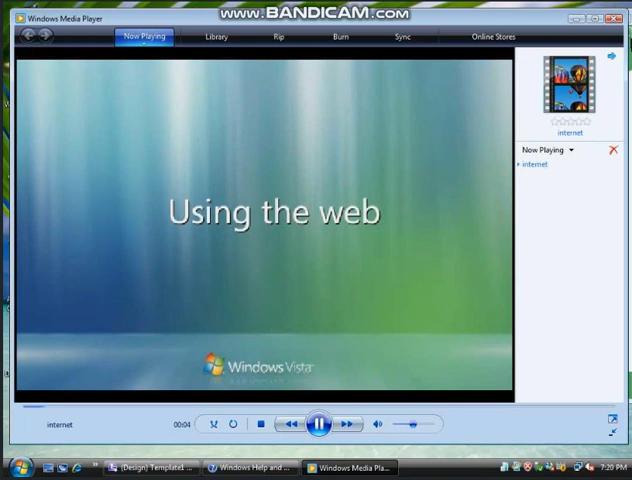 www.BANDICAM.com
Windows Media Player
Now Playing Library Rip Burn Sync Online Stores
internet
Now Playing
internet
Using the web
Windows Vista
internet 00:04
(Design) Template1 ... Windows Help and ... Windows Media Pla... 7:20 PM